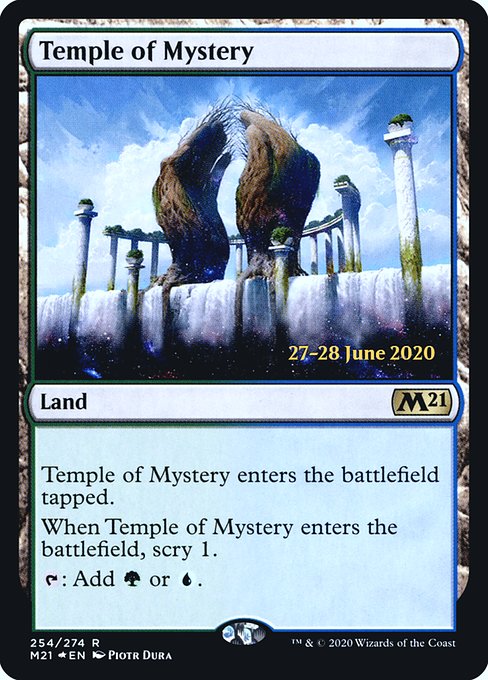 Temple of Mystery
27–28 June 2020
Land
M21
Temple of Mystery enters the battlefield
tapped.
When Temple of Mystery enters the
battlefield, scry 1.
: Add or .
254/274 R
M21 ★ EN Piotr Dura
™ & © 2020 Wizards of the Coast